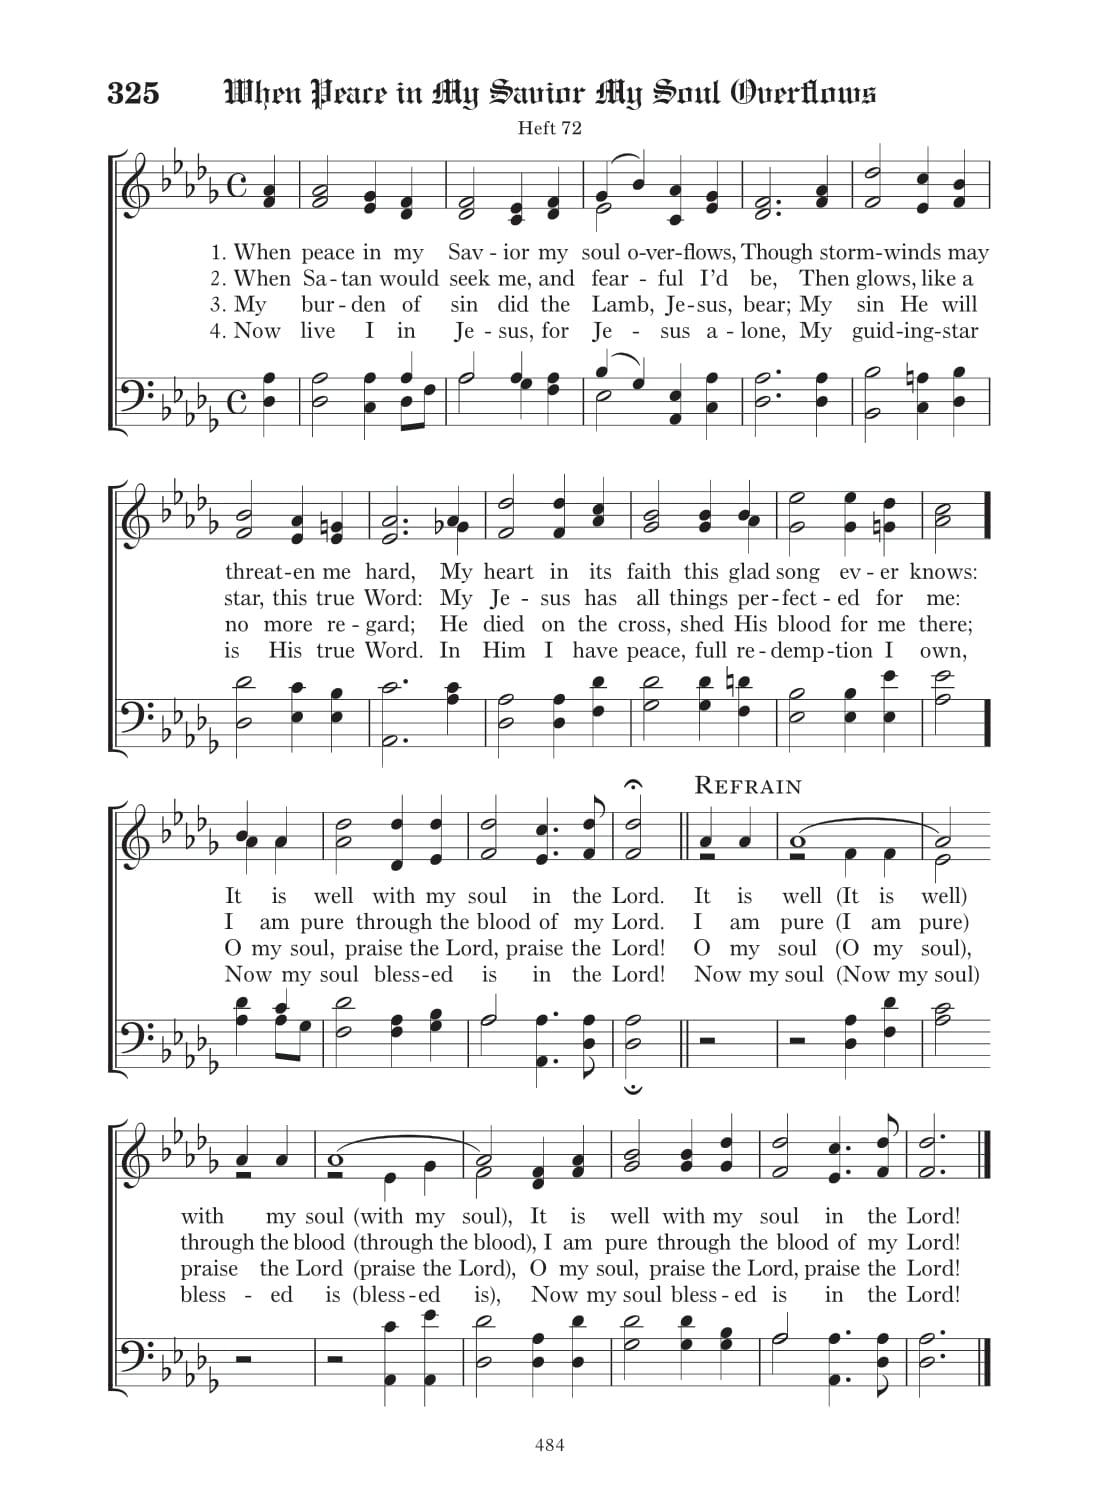 325 When Peace in My Savior My Soul Overflows
Heft 72
1. When peace in my Sav - ior my soul o-ver-flows, Though storm-winds may
2. When Sa - tan would seek me, and fear - ful I'd be, Then glows, like a
3. My bur - den of sin did the Lamb, Je-sus, bear; My sin He will
4. Now live I in Je - sus, for Je - sus a - lone, My guid-ing-star
threat-en me hard, My heart in its faith this glad song ev - er knows:
star, this true Word: My Je - sus has all things per-fect - ed for me:
no more re - gard; He died on the cross, shed His blood for me there;
is His true Word. In Him I have peace, full re - demp-tion I own,
REFRAIN
It is well with my soul in the Lord. It is well (It is well)
I am pure through the blood of my Lord. I am pure (I am pure)
O my soul, praise the Lord, praise the Lord! O my soul (O my soul),
Now my soul bless-ed is in the Lord! Now my soul (Now my soul)
with my soul (with my soul), It is well with my soul in the Lord!
through the blood (through the blood), I am pure through the blood of my Lord!
praise the Lord (praise the Lord), O my soul, praise the Lord, praise the Lord!
bless - ed is (bless-ed is), Now my soul bless - ed is in the Lord!
484